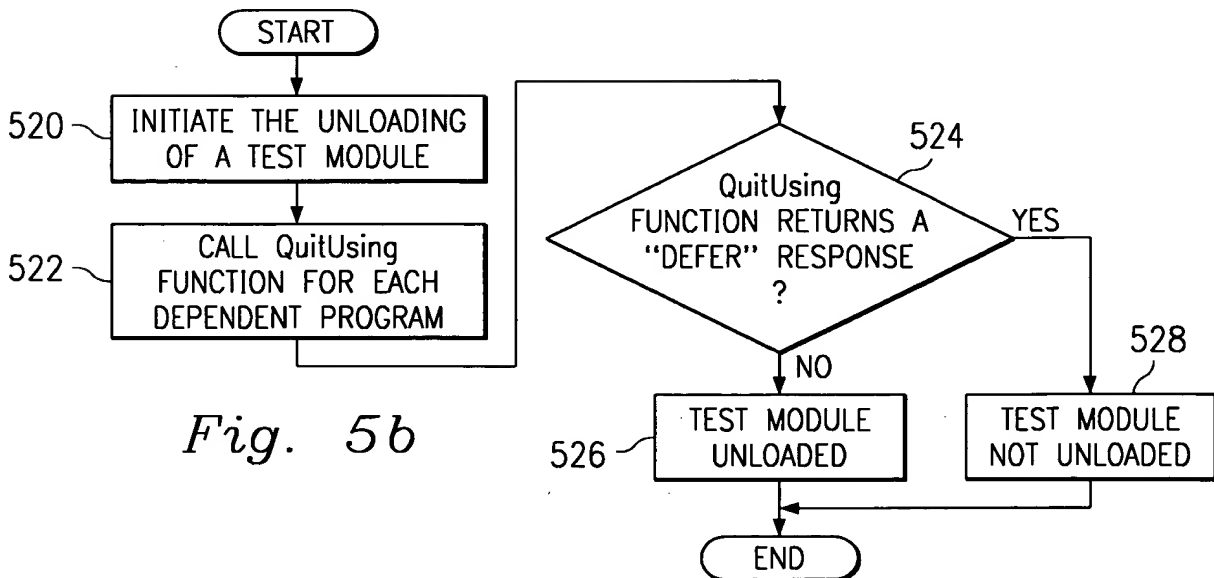 START
520
INITIATE THE UNLOADING
OF A TEST MODULE
522
CALL QuitUsing
FUNCTION FOR EACH
DEPENDENT PROGRAM
524
QuitUsing
FUNCTION RETURNS A
"DEFER" RESPONSE
?
YES
NO
526
TEST MODULE
UNLOADED
528
TEST MODULE
NOT UNLOADED
END
Fig. 5b